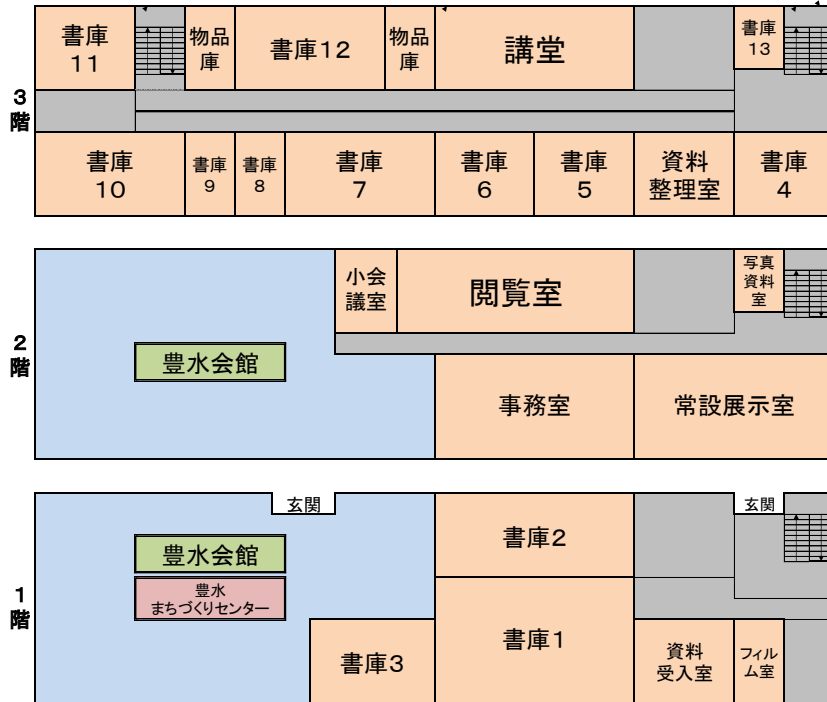 3
階
書庫
11
物品
庫
書庫12
物品
庫
講堂
書庫
13
書庫
10
書庫
9
書庫
8
書庫
7
書庫
6
書庫
5
資料
整理室
書庫
4
2
階
小会
議室
閲覧室
写真
資料
室
豊水会館
事務室
常設展示室
1
階
玄関
玄関
書庫2
豊水会館
豊水
まちづくりセンター
書庫1
書庫3
資料
受入室
フィル
ム室